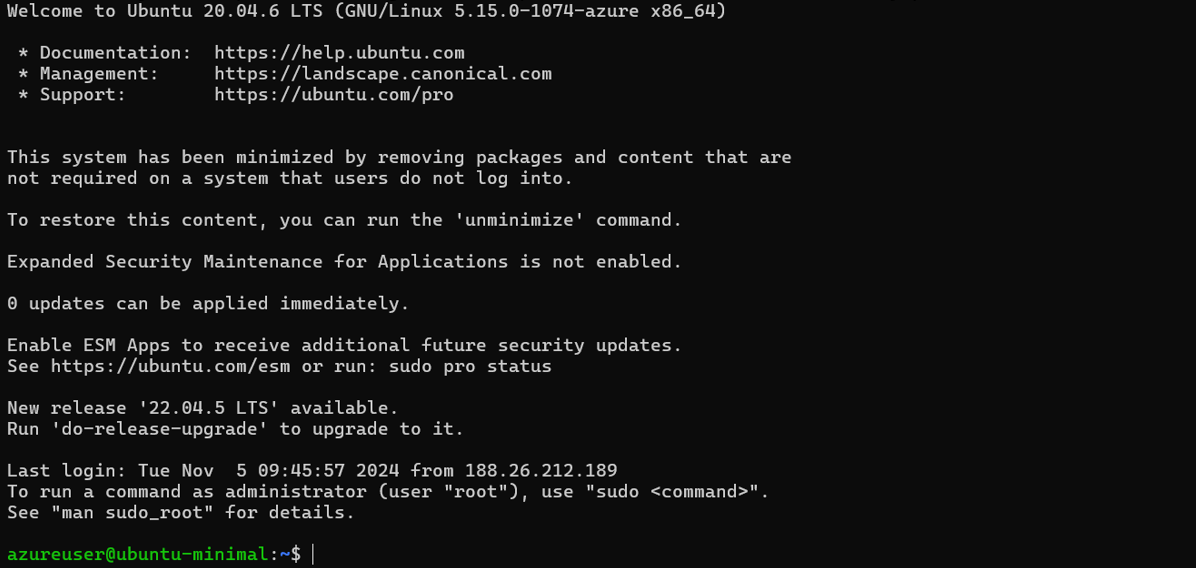 Welcome to Ubuntu 20.04.6 LTS (GNU/Linux 5.15.0-1074-azure x86_64)
* Documentation:  https://help.ubuntu.com
* Management:     https://landscape.canonical.com
* Support:        https://ubuntu.com/pro
This system has been minimized by removing packages and content that are
not required on a system that users do not log into.
To restore this content, you can run the 'unminimize' command.
Expanded Security Maintenance for Applications is not enabled.
0 updates can be applied immediately.
Enable ESM Apps to receive additional future security updates.
See https://ubuntu.com/esm or run: sudo pro status
New release '22.04.5 LTS' available.
Run 'do-release-upgrade' to upgrade to it.
Last login: Tue Nov  5 09:45:57 2024 from 188.26.212.189
To run a command as administrator (user "root"), use "sudo <command>".
See "man sudo_root" for details.
azureuser@ubuntu-minimal:~$